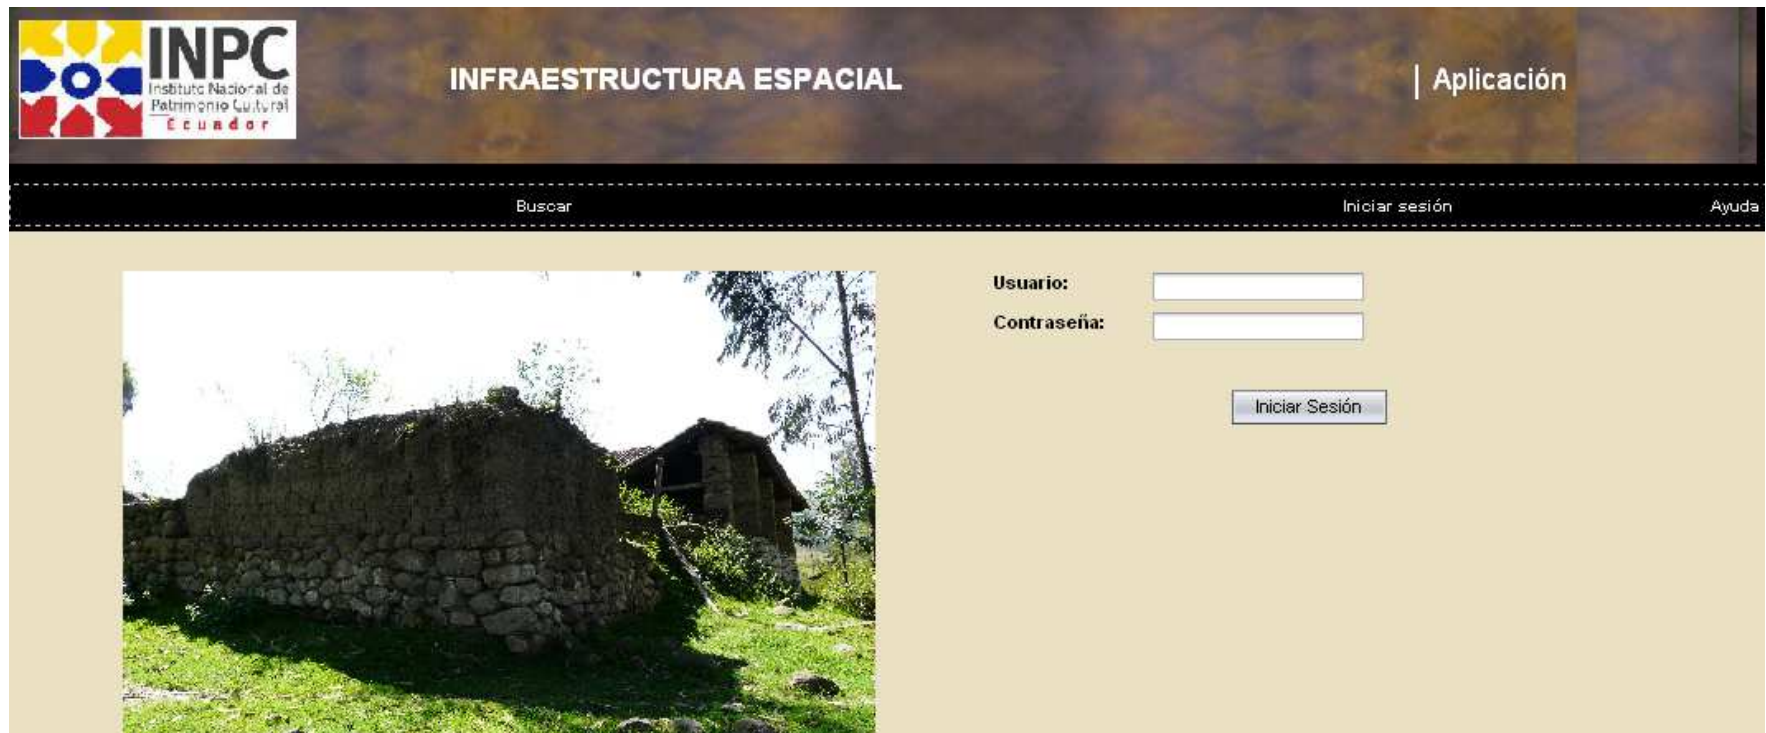 INPC
Instituto Nacional de
Patrimonio Cultural
Ecuador
INFRAESTRUCTURA ESPACIAL
| Aplicación
Buscar
Iniciar sesión
Ayuda
Usuario:
Contraseña:
Iniciar Sesión